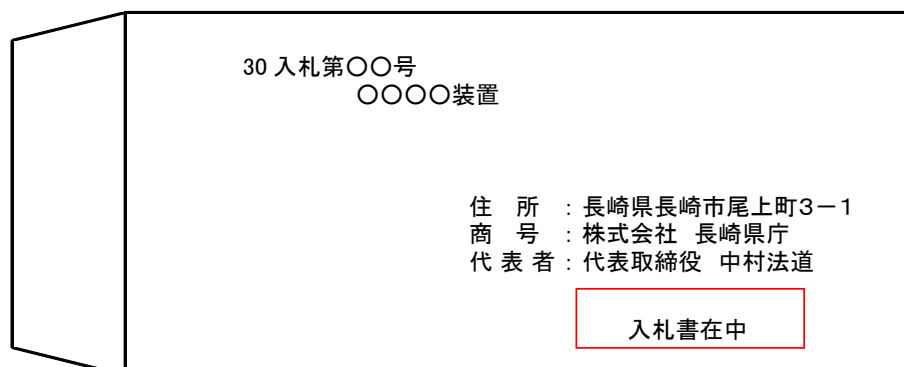 30 入札第〇〇号
〇〇〇〇装置
住　所　：長崎県長崎市尾上町３－１
商　号　：株式会社　長崎県庁
代 表 者：代表取締役　中村法道
入札書在中